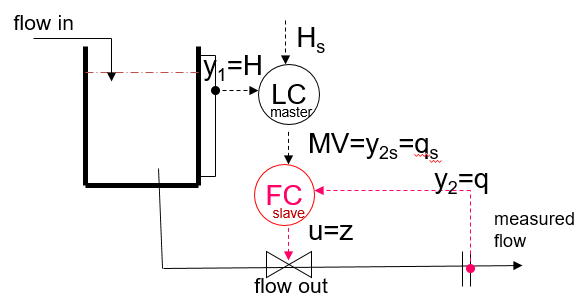 flow in
Hₛ
y₁=H
LC
master
MV=y₂ₛ=qₛ
y₂=q
FC
slave
measured
flow
u=z
flow out